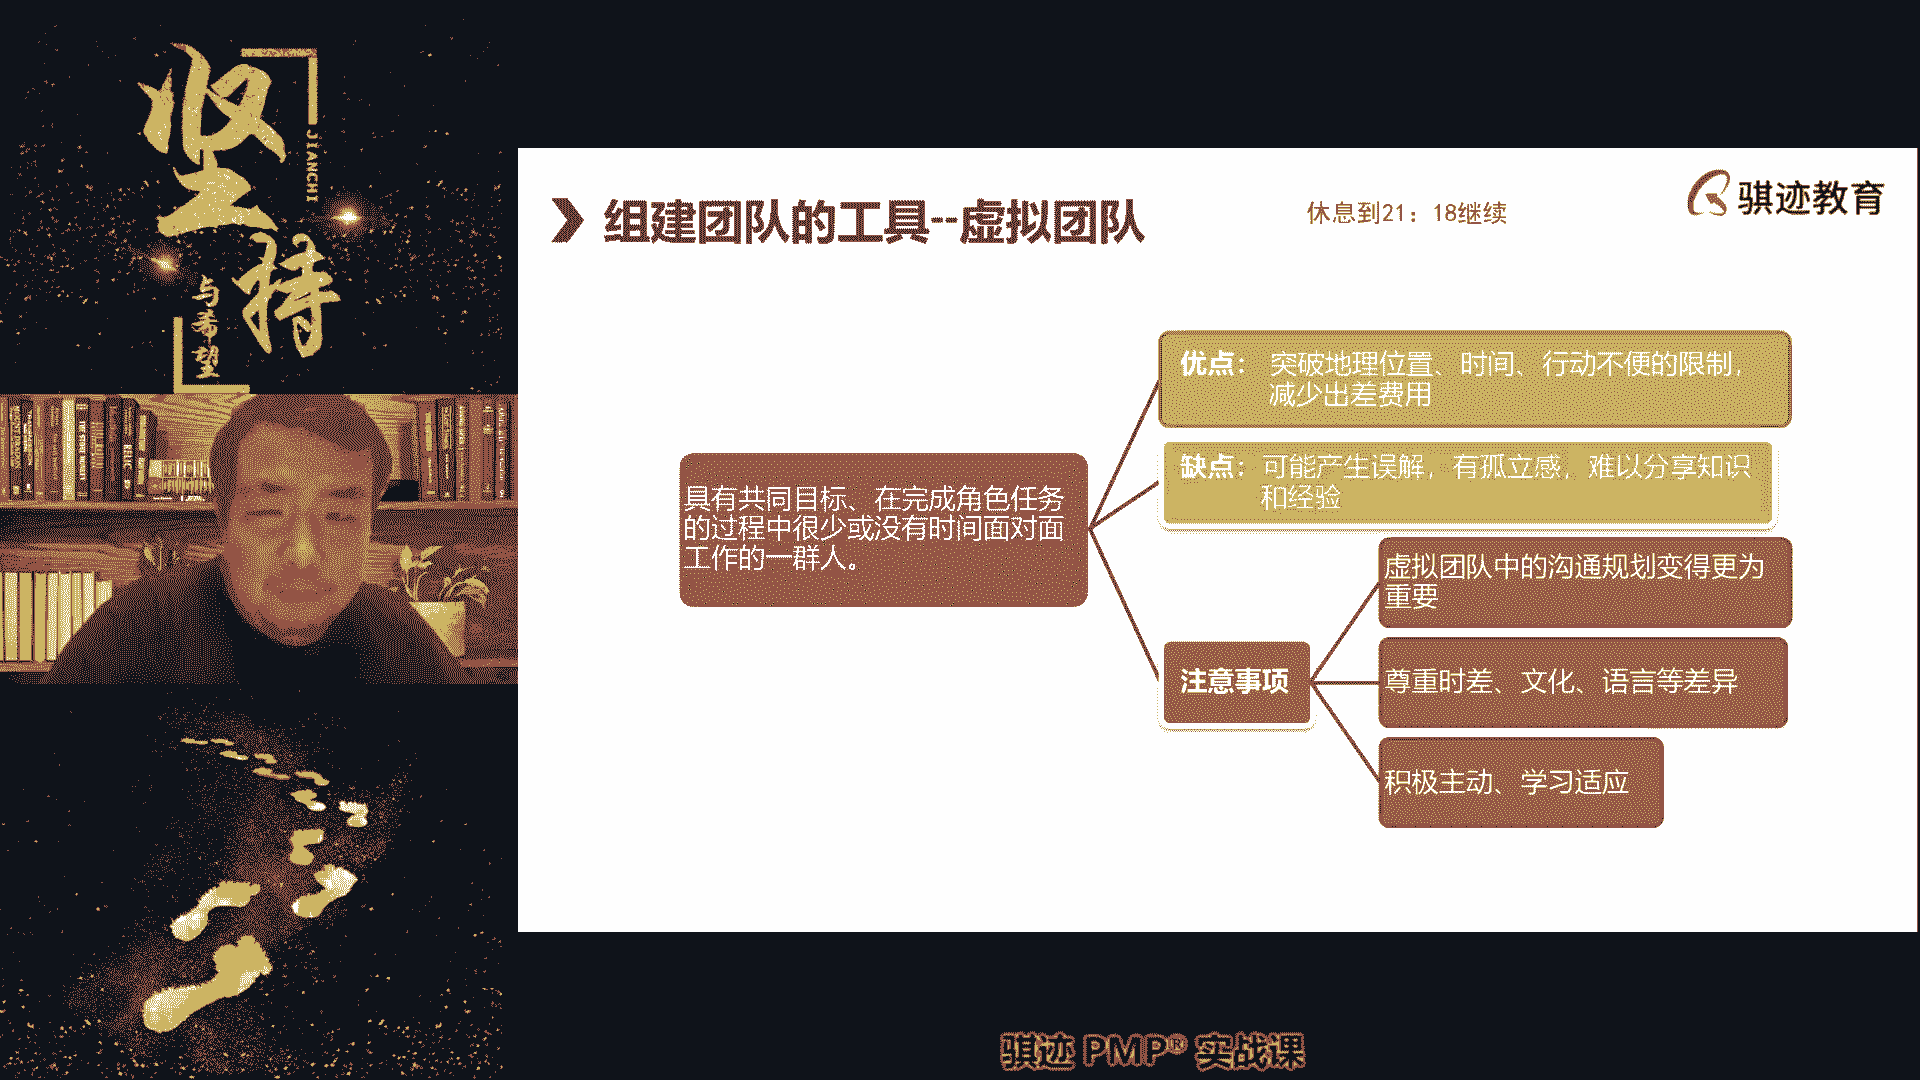 坚持
JIANCHI
与希望
组建团队的工具--虚拟团队
休息到21：18继续
骐迹教育
优点： 突破地理位置、时间、行动不便的限制，
减少出差费用
缺点： 可能产生误解，有孤立感，难以分享知识
和经验
具有共同目标、在完成角色任务
的过程中很少或没有时间面对面
工作的一群人。
虚拟团队中的沟通规划变得更为
重要
注意事项
尊重时差、文化、语言等差异
积极主动、学习适应
骐迹 PMP® 实战课